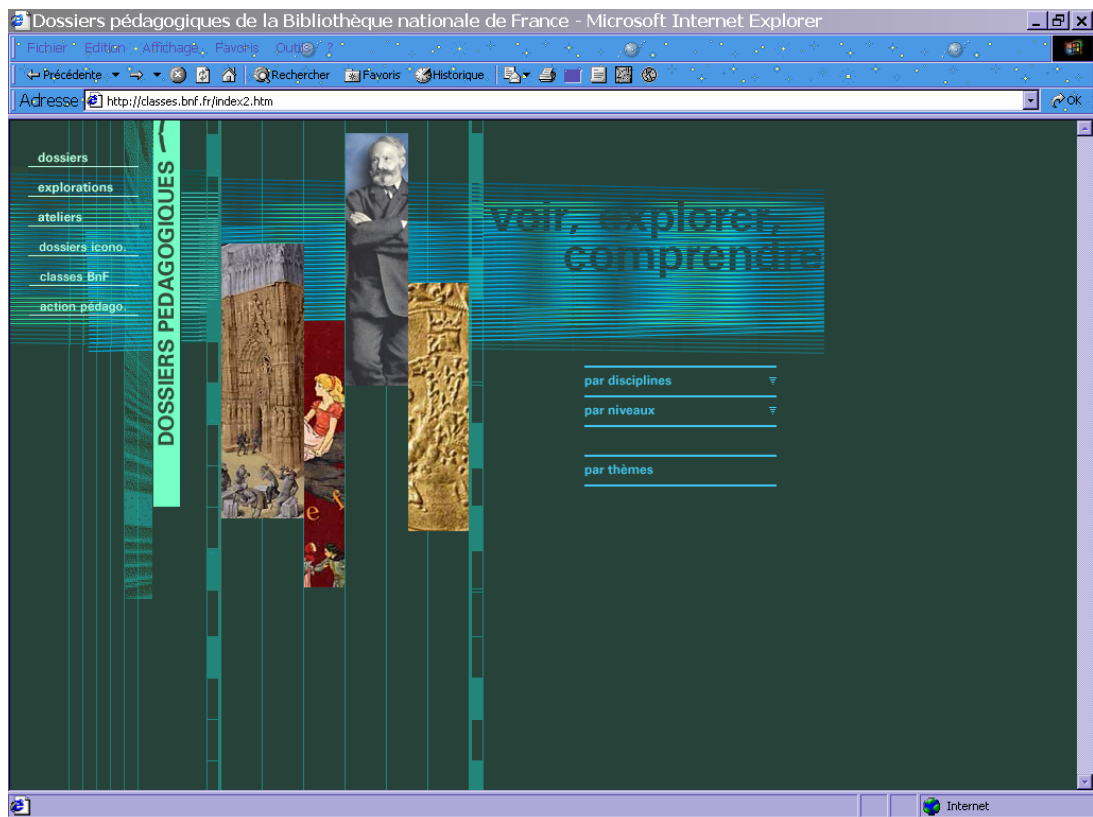 Dossiers pédagogiques de la Bibliothèque nationale de France - Microsoft Internet Explorer
Fichier Edition Affichage Favoris Outils ?
Précédente Rechercher Favoris Historique
Adresse http://classes.bnf.fr/index2.htm OK
dossiers
explorations
ateliers
dossiers icono.
classes BnF
action pédago.
DOSSIERS PEDAGOGIQUES
voir, explorer,
comprendre
par disciplines
par niveaux
par thèmes
e f
Internet